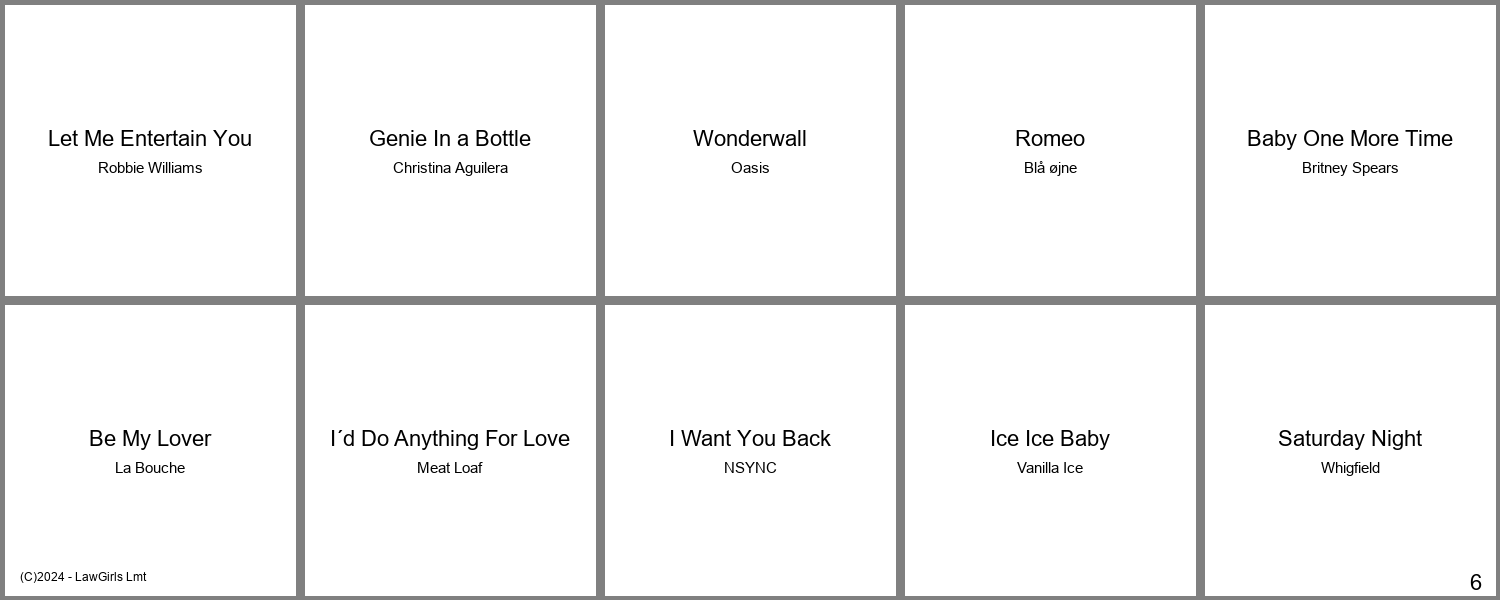 Let Me Entertain You
Robbie Williams
Genie In a Bottle
Christina Aguilera
Wonderwall
Oasis
Romeo
Blå øjne
Baby One More Time
Britney Spears
Be My Lover
La Bouche
I´d Do Anything For Love
Meat Loaf
I Want You Back
NSYNC
Ice Ice Baby
Vanilla Ice
Saturday Night
Whigfield
(C)2024 - LawGirls Lmt
6